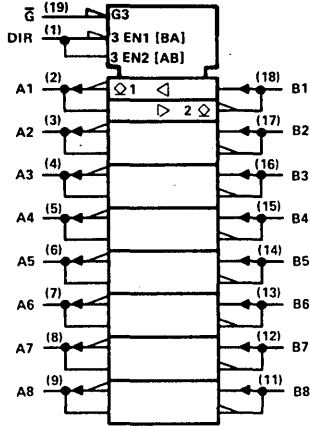 G (19) G3
DIR (1) 3 EN1 [BA]
3 EN2 [AB]
A1 (2) ◇ 1 ◁ (18) B1
▷ 2 ◇
A2 (3) (17) B2
A3 (4) (16) B3
A4 (5) (15) B4
A5 (6) (14) B5
A6 (7) (13) B6
A7 (8) (12) B7
A8 (9) (11) B8